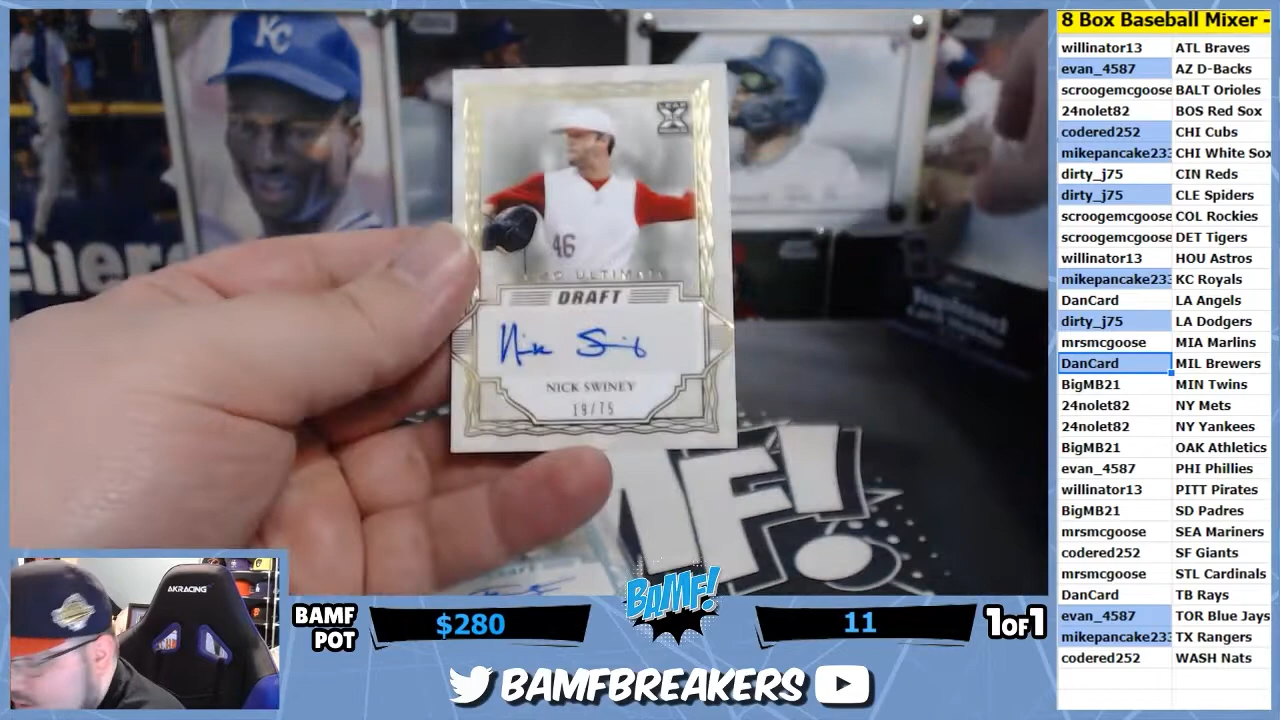 8 Box Baseball Mixer -
willinator13 ATL Braves
evan_4587 AZ D-Backs
scroogemcgoose BALT Orioles
24nolet82 BOS Red Sox
codered252 CHI Cubs
mikepancake233 CHI White Sox
dirty_j75 CIN Reds
dirty_j75 CLE Spiders
scroogemcgoose COL Rockies
scroogemcgoose DET Tigers
willinator13 HOU Astros
mikepancake233 KC Royals
DanCard LA Angels
dirty_j75 LA Dodgers
mrsmcgoose MIA Marlins
DanCard MIL Brewers
BigMB21 MIN Twins
24nolet82 NY Mets
24nolet82 NY Yankees
BigMB21 OAK Athletics
evan_4587 PHI Phillies
willinator13 PITT Pirates
BigMB21 SD Padres
mrsmcgoose SEA Mariners
codered252 SF Giants
mrsmcgoose STL Cardinals
DanCard TB Rays
evan_4587 TOR Blue Jays
mikepancake233 TX Rangers
codered252 WASH Nats
KC
46
ULTIMATE
DRAFT
NICK SWINEY
19/75
MF!
AKRACING
BAMF
POT
$280
BAMF!
11
1OF1
BAMFBREAKERS